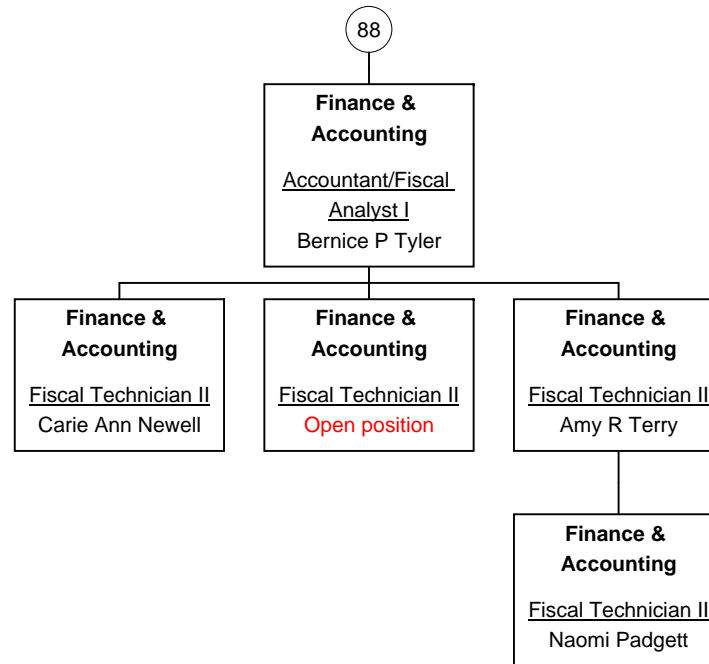 88
Finance &
Accounting
Accountant/Fiscal
Analyst I
Bernice P Tyler
Finance &
Accounting
Fiscal Technician II
Carie Ann Newell
Finance &
Accounting
Fiscal Technician II
Open position
Finance &
Accounting
Fiscal Technician II
Amy R Terry
Finance &
Accounting
Fiscal Technician II
Naomi Padgett